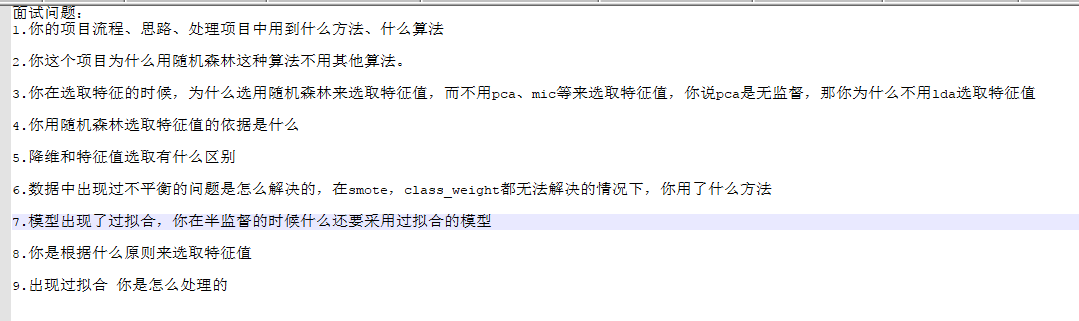 面试问题:
1.你的项目流程、思路、处理项目中用到什么方法、什么算法
2.你这个项目为什么用随机森林这种算法不用其他算法。
3.你在选取特征的时候，为什么选用随机森林来选取特征值，而不用pca、mic等来选取特征值，你说pca是无监督，那你为什么不用lda选取特征值
4.你用随机森林选取特征值的依据是什么
5.降维和特征值选取有什么区别
6.数据中出现过不平衡的问题是怎么解决的，在smote，class_weight都无法解决的情况下，你用了什么方法
7.模型出现了过拟合，你在半监督的时候什么还要采用过拟合的模型
8.你是根据什么原则来选取特征值
9.出现过拟合 你是怎么处理的